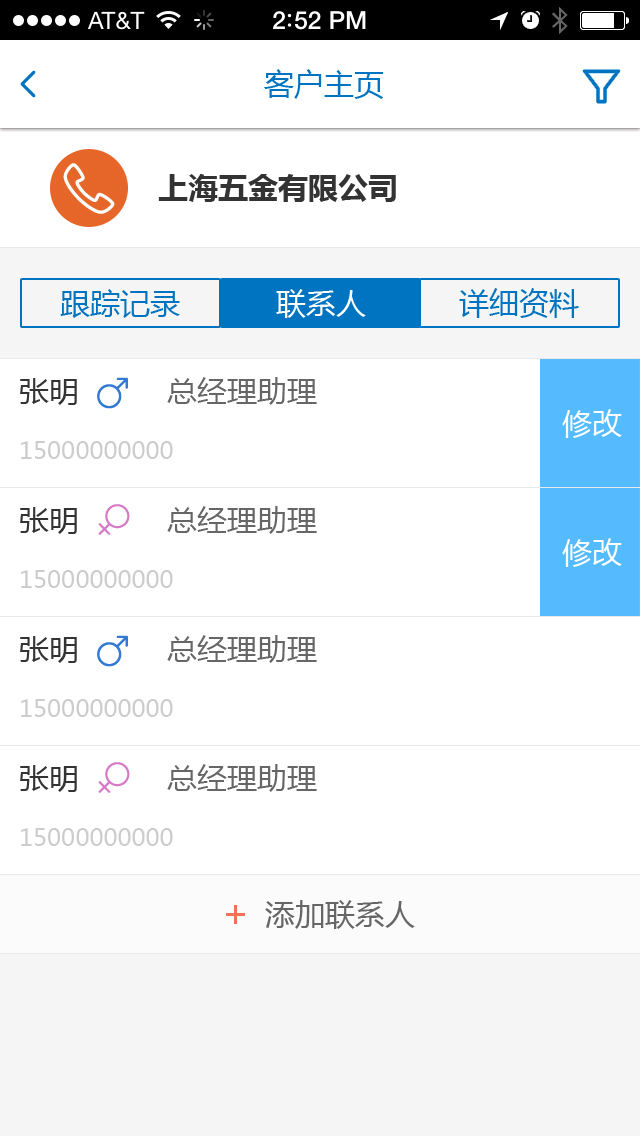 AT&T 2:52 PM
客户主页
上海五金有限公司
跟踪记录 联系人 详细资料
张明 总经理助理
15000000000
修改
张明 总经理助理
15000000000
修改
张明 总经理助理
15000000000
张明 总经理助理
15000000000
+ 添加联系人